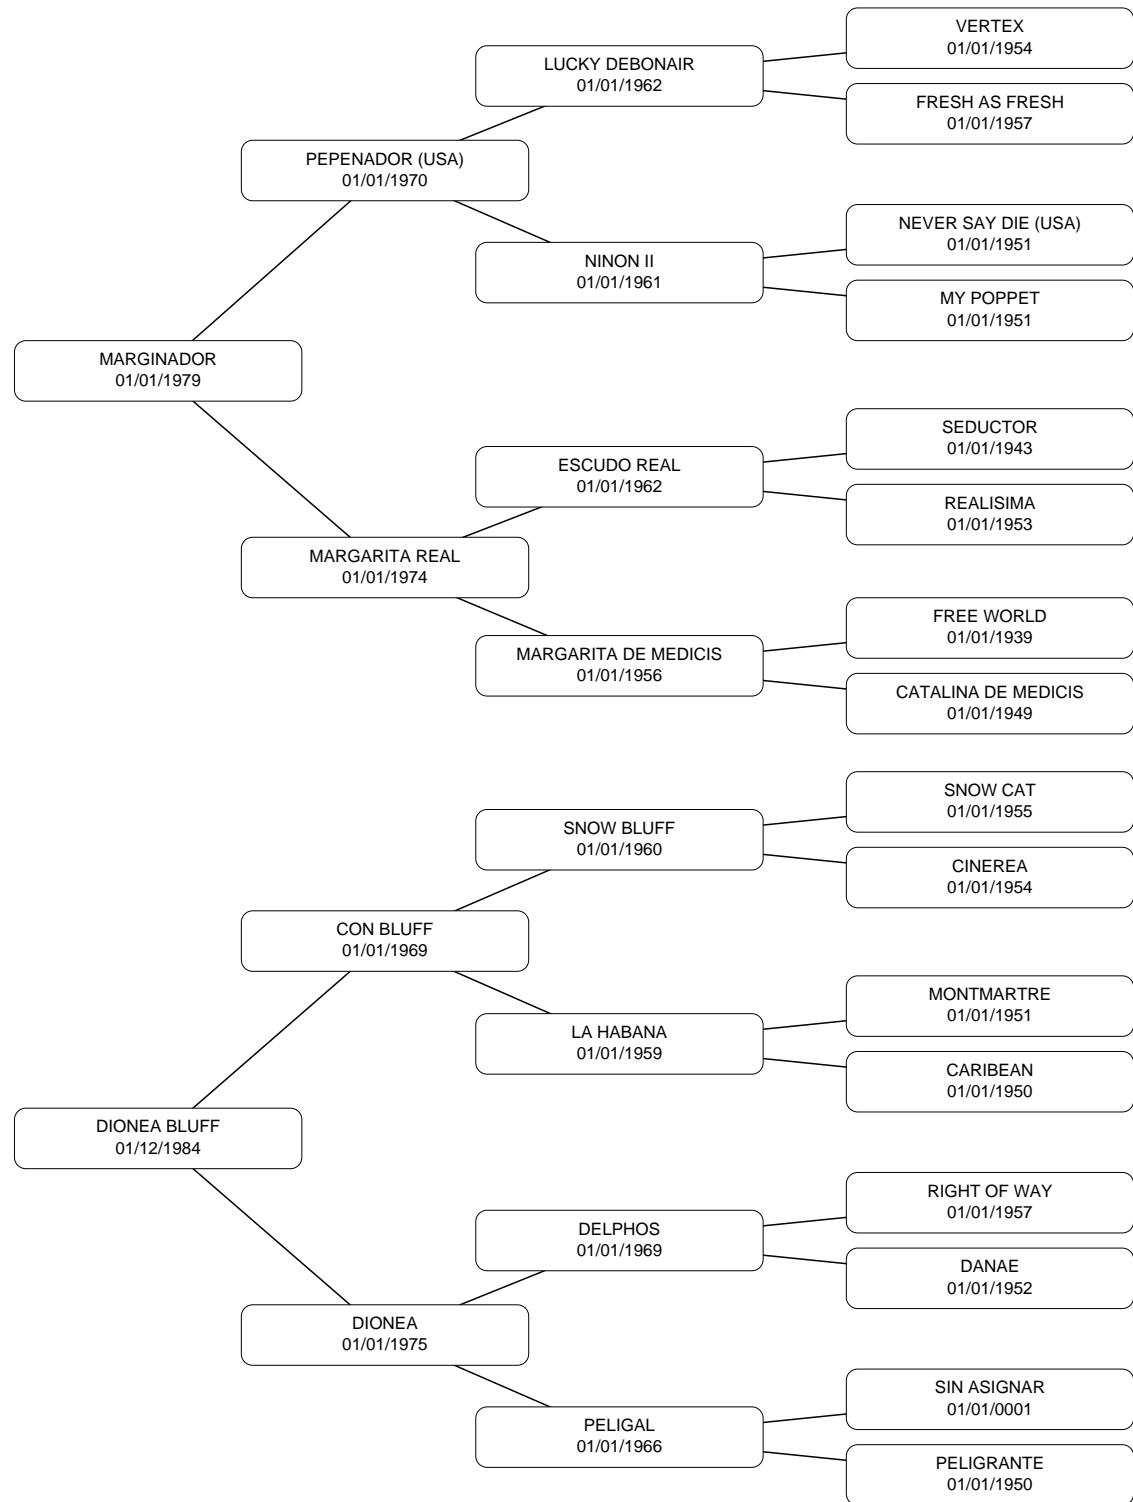 VERTEX
01/01/1954
LUCKY DEBONAIR
01/01/1962
FRESH AS FRESH
01/01/1957
PEPENADOR (USA)
01/01/1970
NEVER SAY DIE (USA)
01/01/1951
NINON II
01/01/1961
MY POPPET
01/01/1951
MARGINADOR
01/01/1979
SEDUCTOR
01/01/1943
ESCUDO REAL
01/01/1962
REALISIMA
01/01/1953
MARGARITA REAL
01/01/1974
FREE WORLD
01/01/1939
MARGARITA DE MEDICIS
01/01/1956
CATALINA DE MEDICIS
01/01/1949
SNOW CAT
01/01/1955
SNOW BLUFF
01/01/1960
CINEREA
01/01/1954
CON BLUFF
01/01/1969
MONTMARTRE
01/01/1951
LA HABANA
01/01/1959
CARIBEAN
01/01/1950
DIONEA BLUFF
01/12/1984
RIGHT OF WAY
01/01/1957
DELPHOS
01/01/1969
DANAE
01/01/1952
DIONEA
01/01/1975
SIN ASIGNAR
01/01/0001
PELIGAL
01/01/1966
PELIGRANTE
01/01/1950